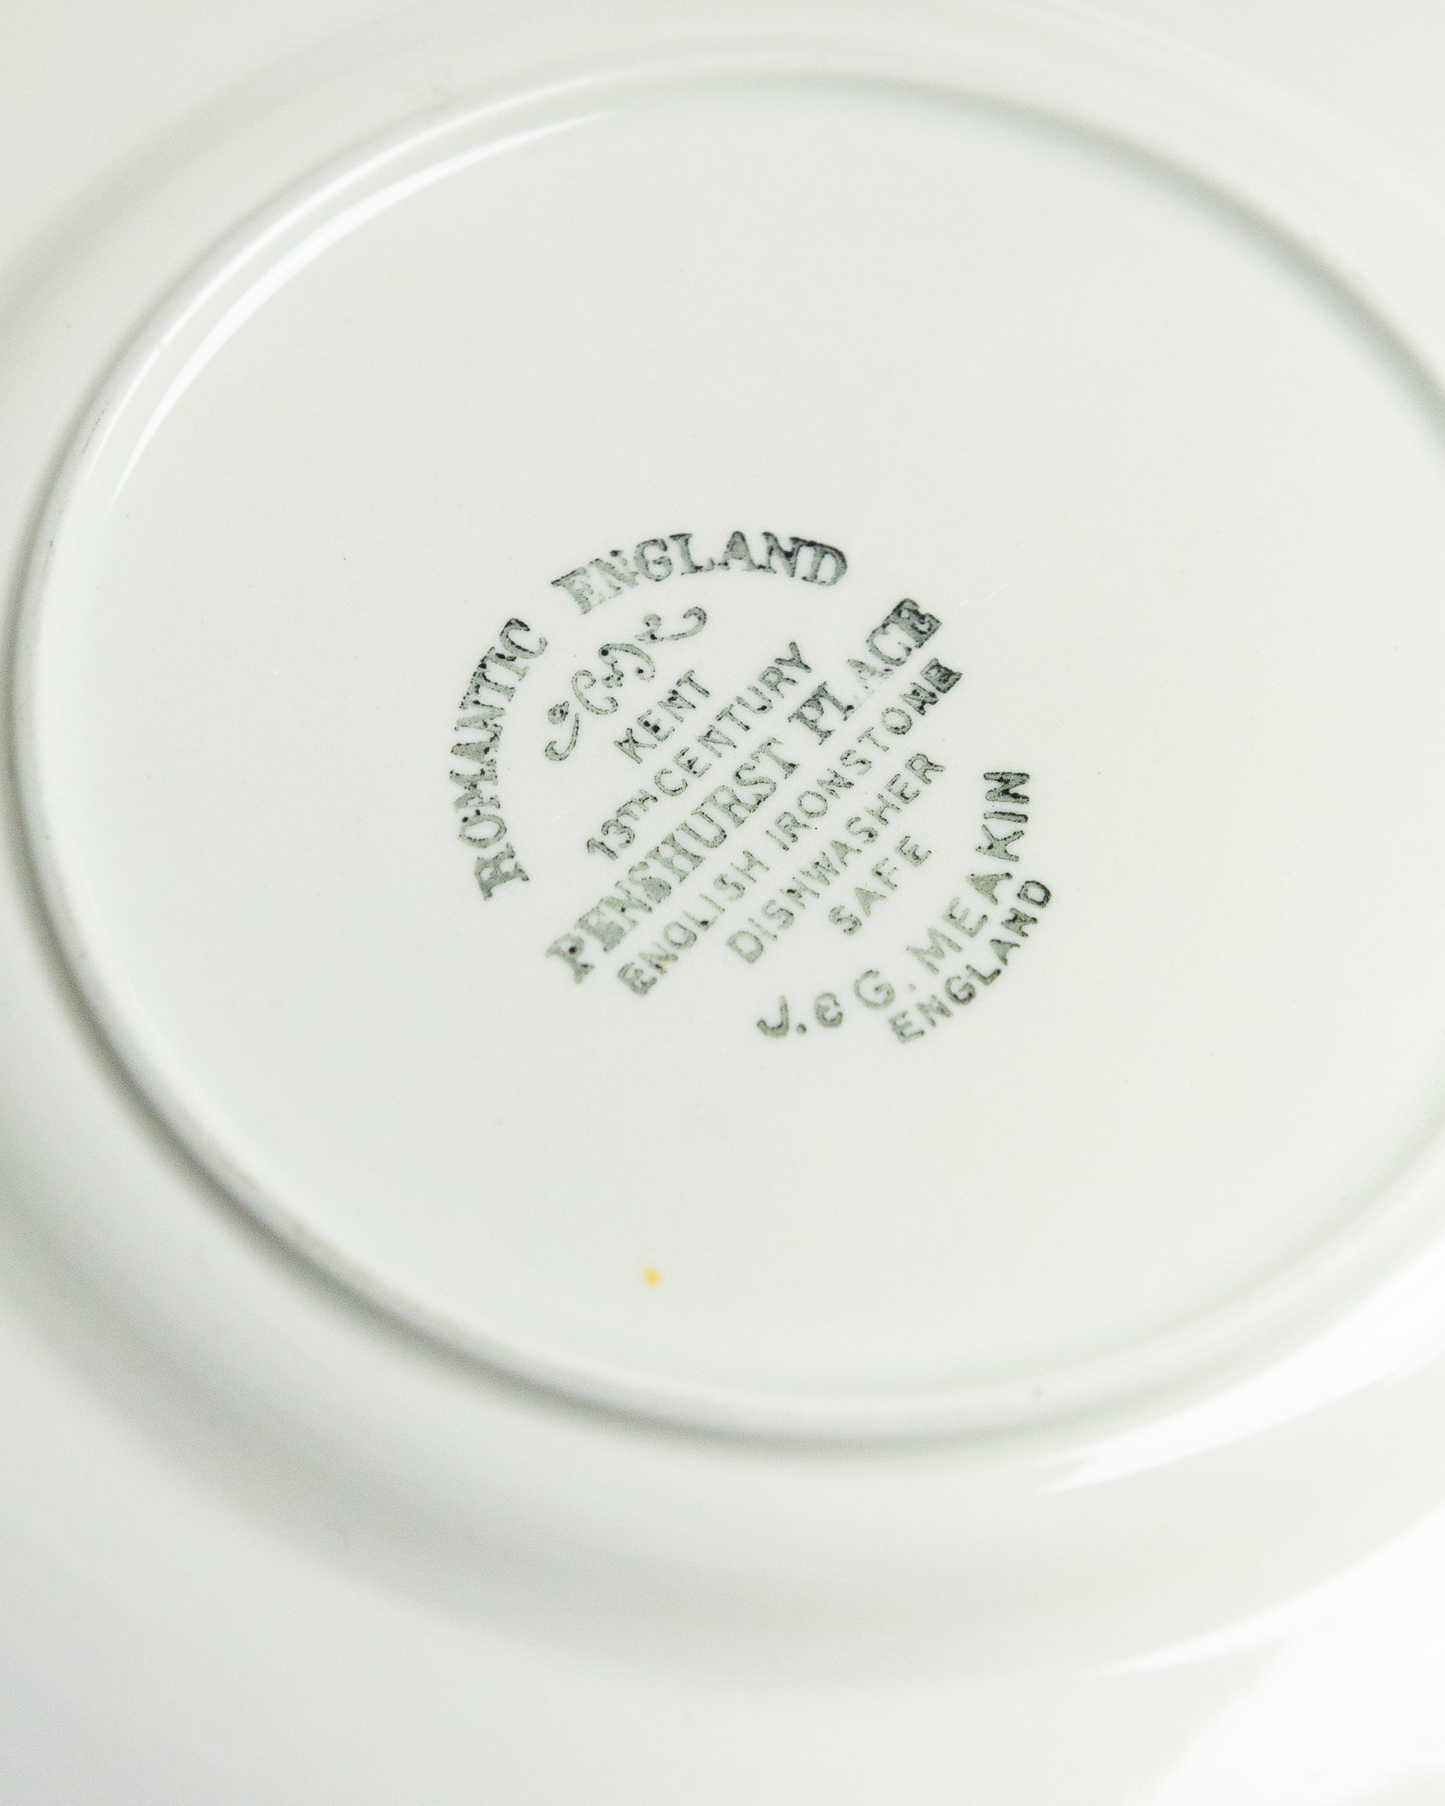 ROMANTIC ENGLAND
KENT
13TH CENTURY
PENSHURST PLACE
ENGLISH IRONSTONE
DISHWASHER
SAFE
J. & G. MEAKIN
ENGLAND